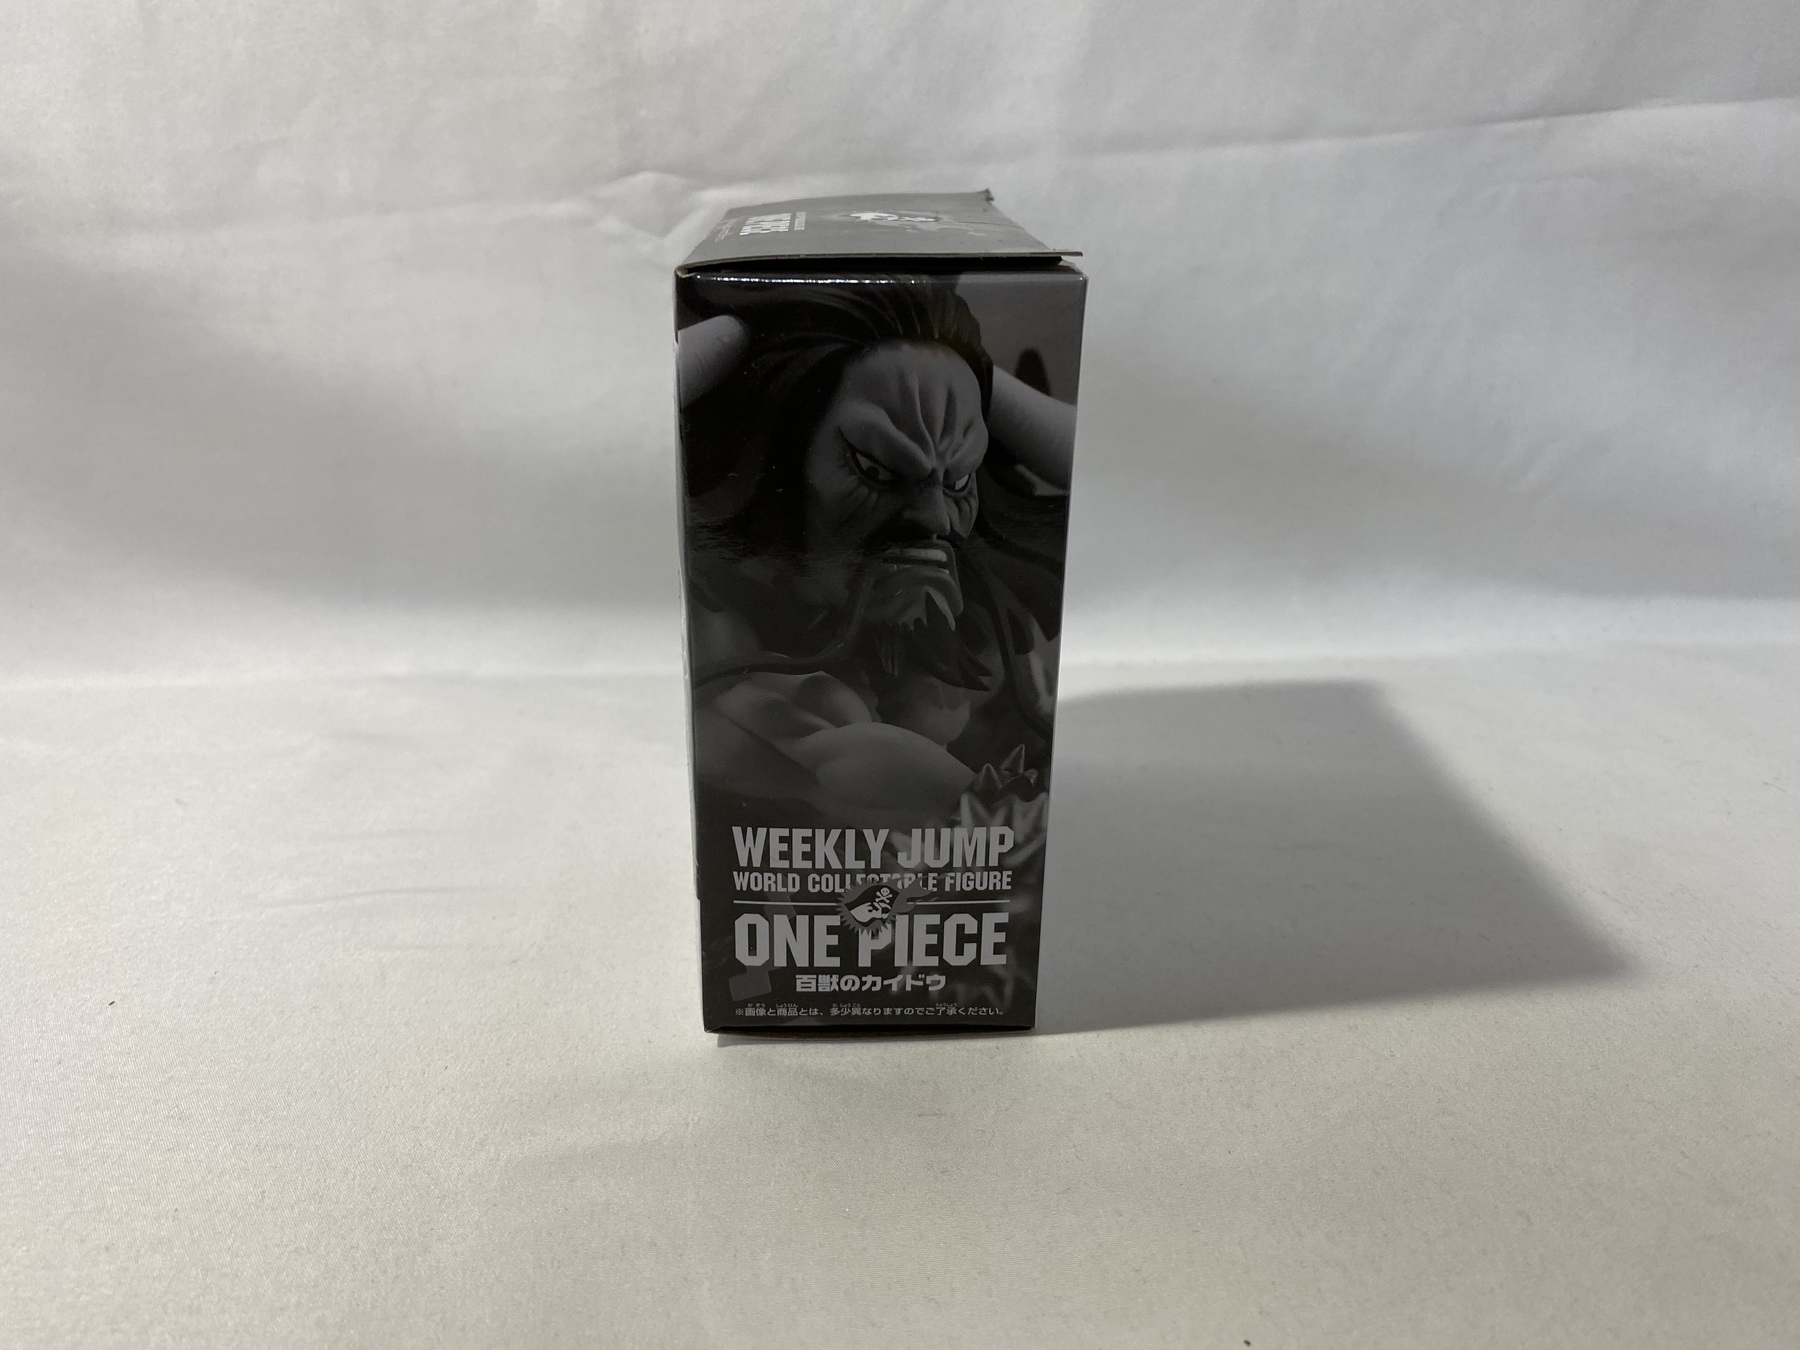 WEEKLY JUMP
WORLD COLLECTABLE FIGURE
ONE PIECE
百獣のカイドウ
※画像と商品とは、多少異なりますのでご了承ください。